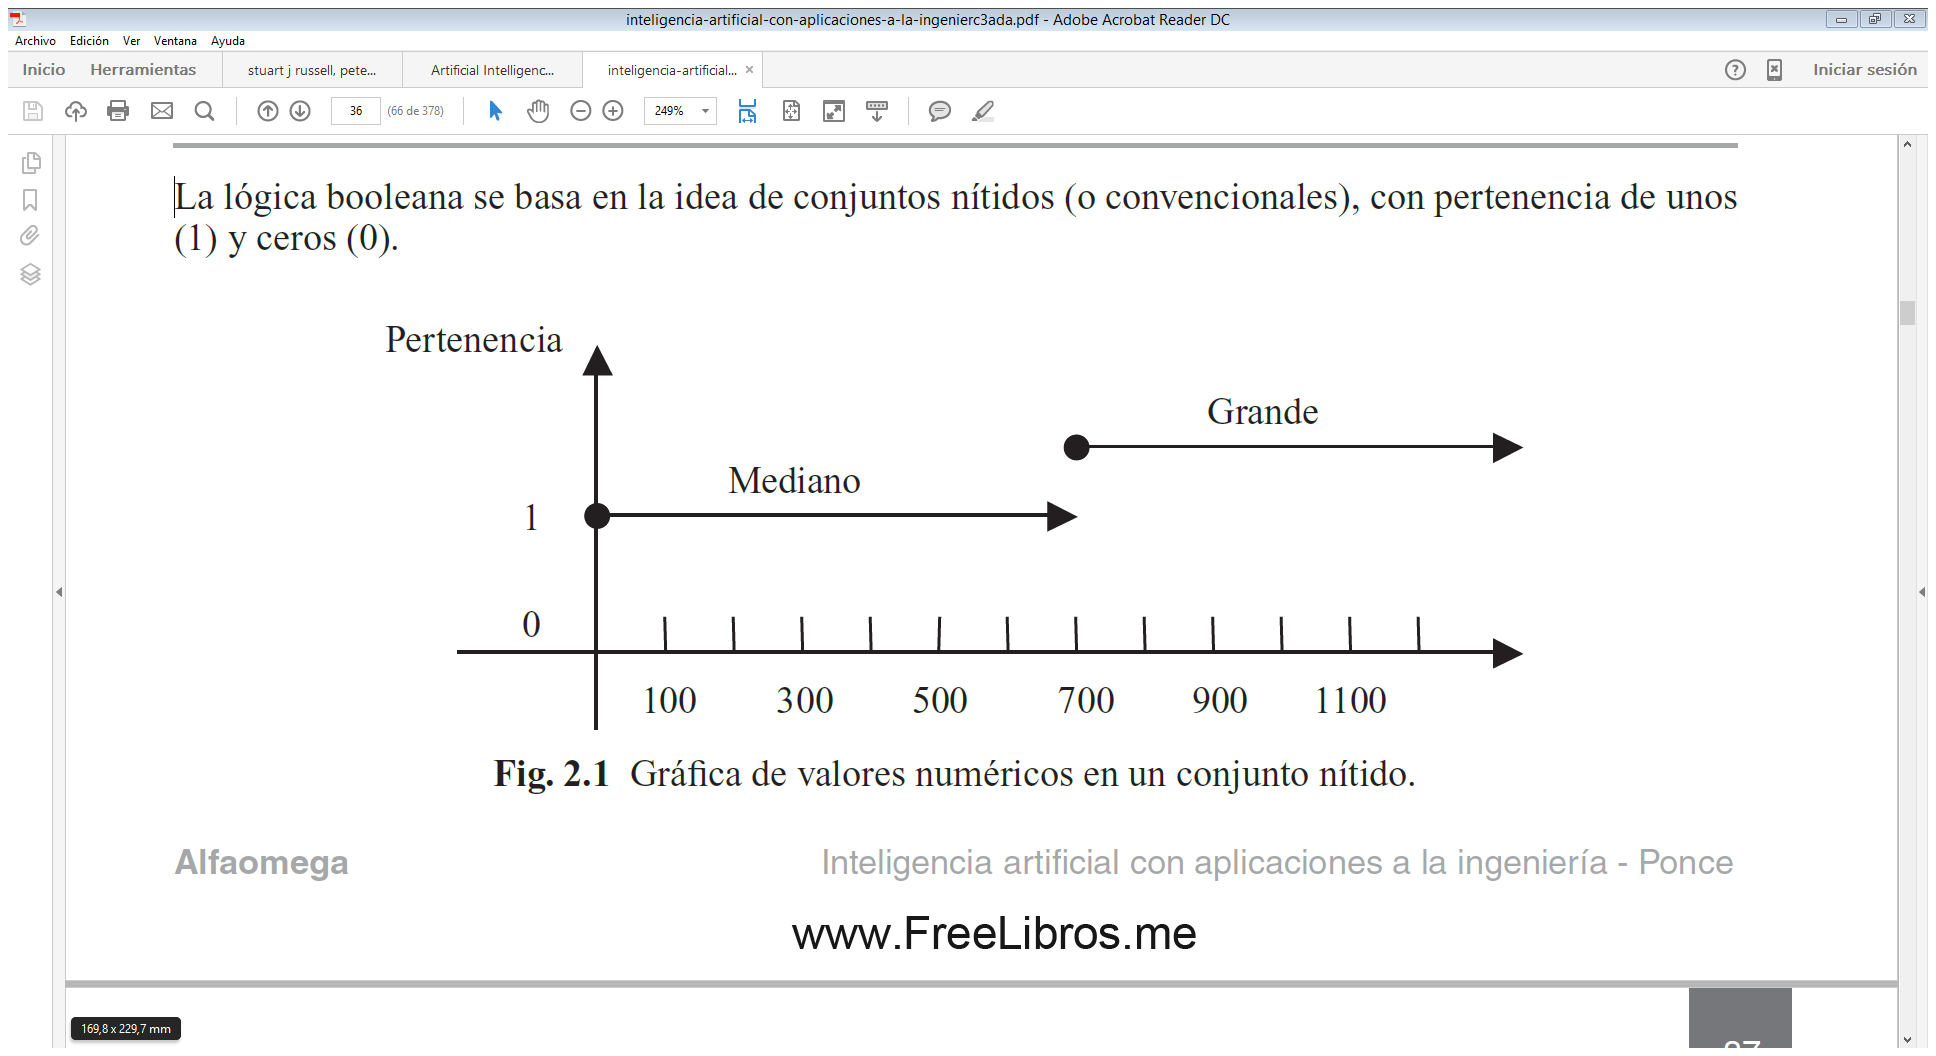 inteligencia-artificial-con-aplicaciones-a-la-ingenierc3ada.pdf - Adobe Acrobat Reader DC
Archivo Edición Ver Ventana Ayuda
Inicio Herramientas stuart j russell, pete... Artificial Intelligenc... inteligencia-artificial... × Iniciar sesión
36 (66 de 378) 249%
La lógica booleana se basa en la idea de conjuntos nítidos (o convencionales), con pertenencia de unos
(1) y ceros (0).
Pertenencia
Grande
Mediano
1
0
100 300 500 700 900 1100
Fig. 2.1 Gráfica de valores numéricos en un conjunto nítido.
Alfaomega Inteligencia artificial con aplicaciones a la ingeniería - Ponce
www.FreeLibros.me
169,8 x 229,7 mm